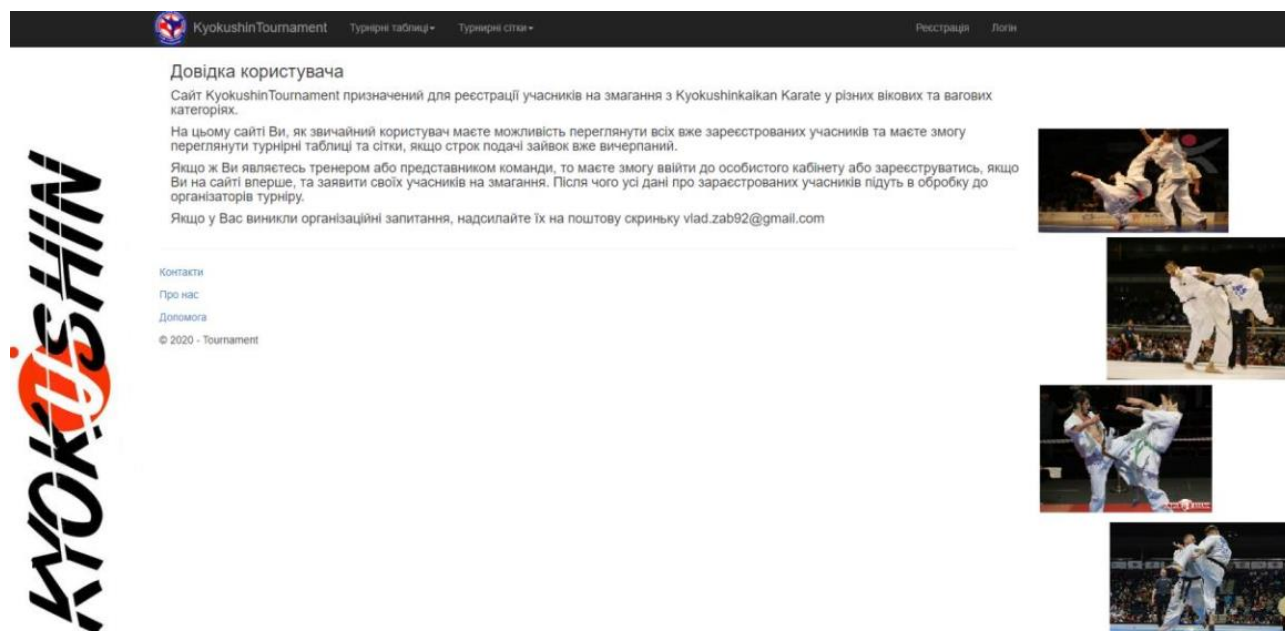 KyokushinTournament Турнірні таблиці Турнирні сітки Реєстрація Логін
Довідка користувача
Сайт KyokushinTournament призначений для реєстрації учасників на змагання з Kyokushinkaikan Karate у різних вікових та вагових
категоріях.
На цьому сайті Ви, як звичайний користувач маєте можливість переглянути всіх вже зареєстрованих учасників та маєте змогу
переглянути турнірні таблиці та сітки, якщо строк подачі зайвок вже вичерпаний.
Якщо ж Ви являєтесь тренером або представником команди, то маєте змогу ввійти до особистого кабінету або зареєструватись, якщо
Ви на сайті вперше, та заявити своїх учасників на змагання. Після чого усі дані про зараєстрованих учасників підуть в обробку до
організаторів турніру.
Якщо у Вас виникли організаційні запитання, надсилайте їх на поштову скриньку vlad.zab92@gmail.com
Контакти
Про нас
Допомога
© 2020 - Tournament
KYOKUSHIN